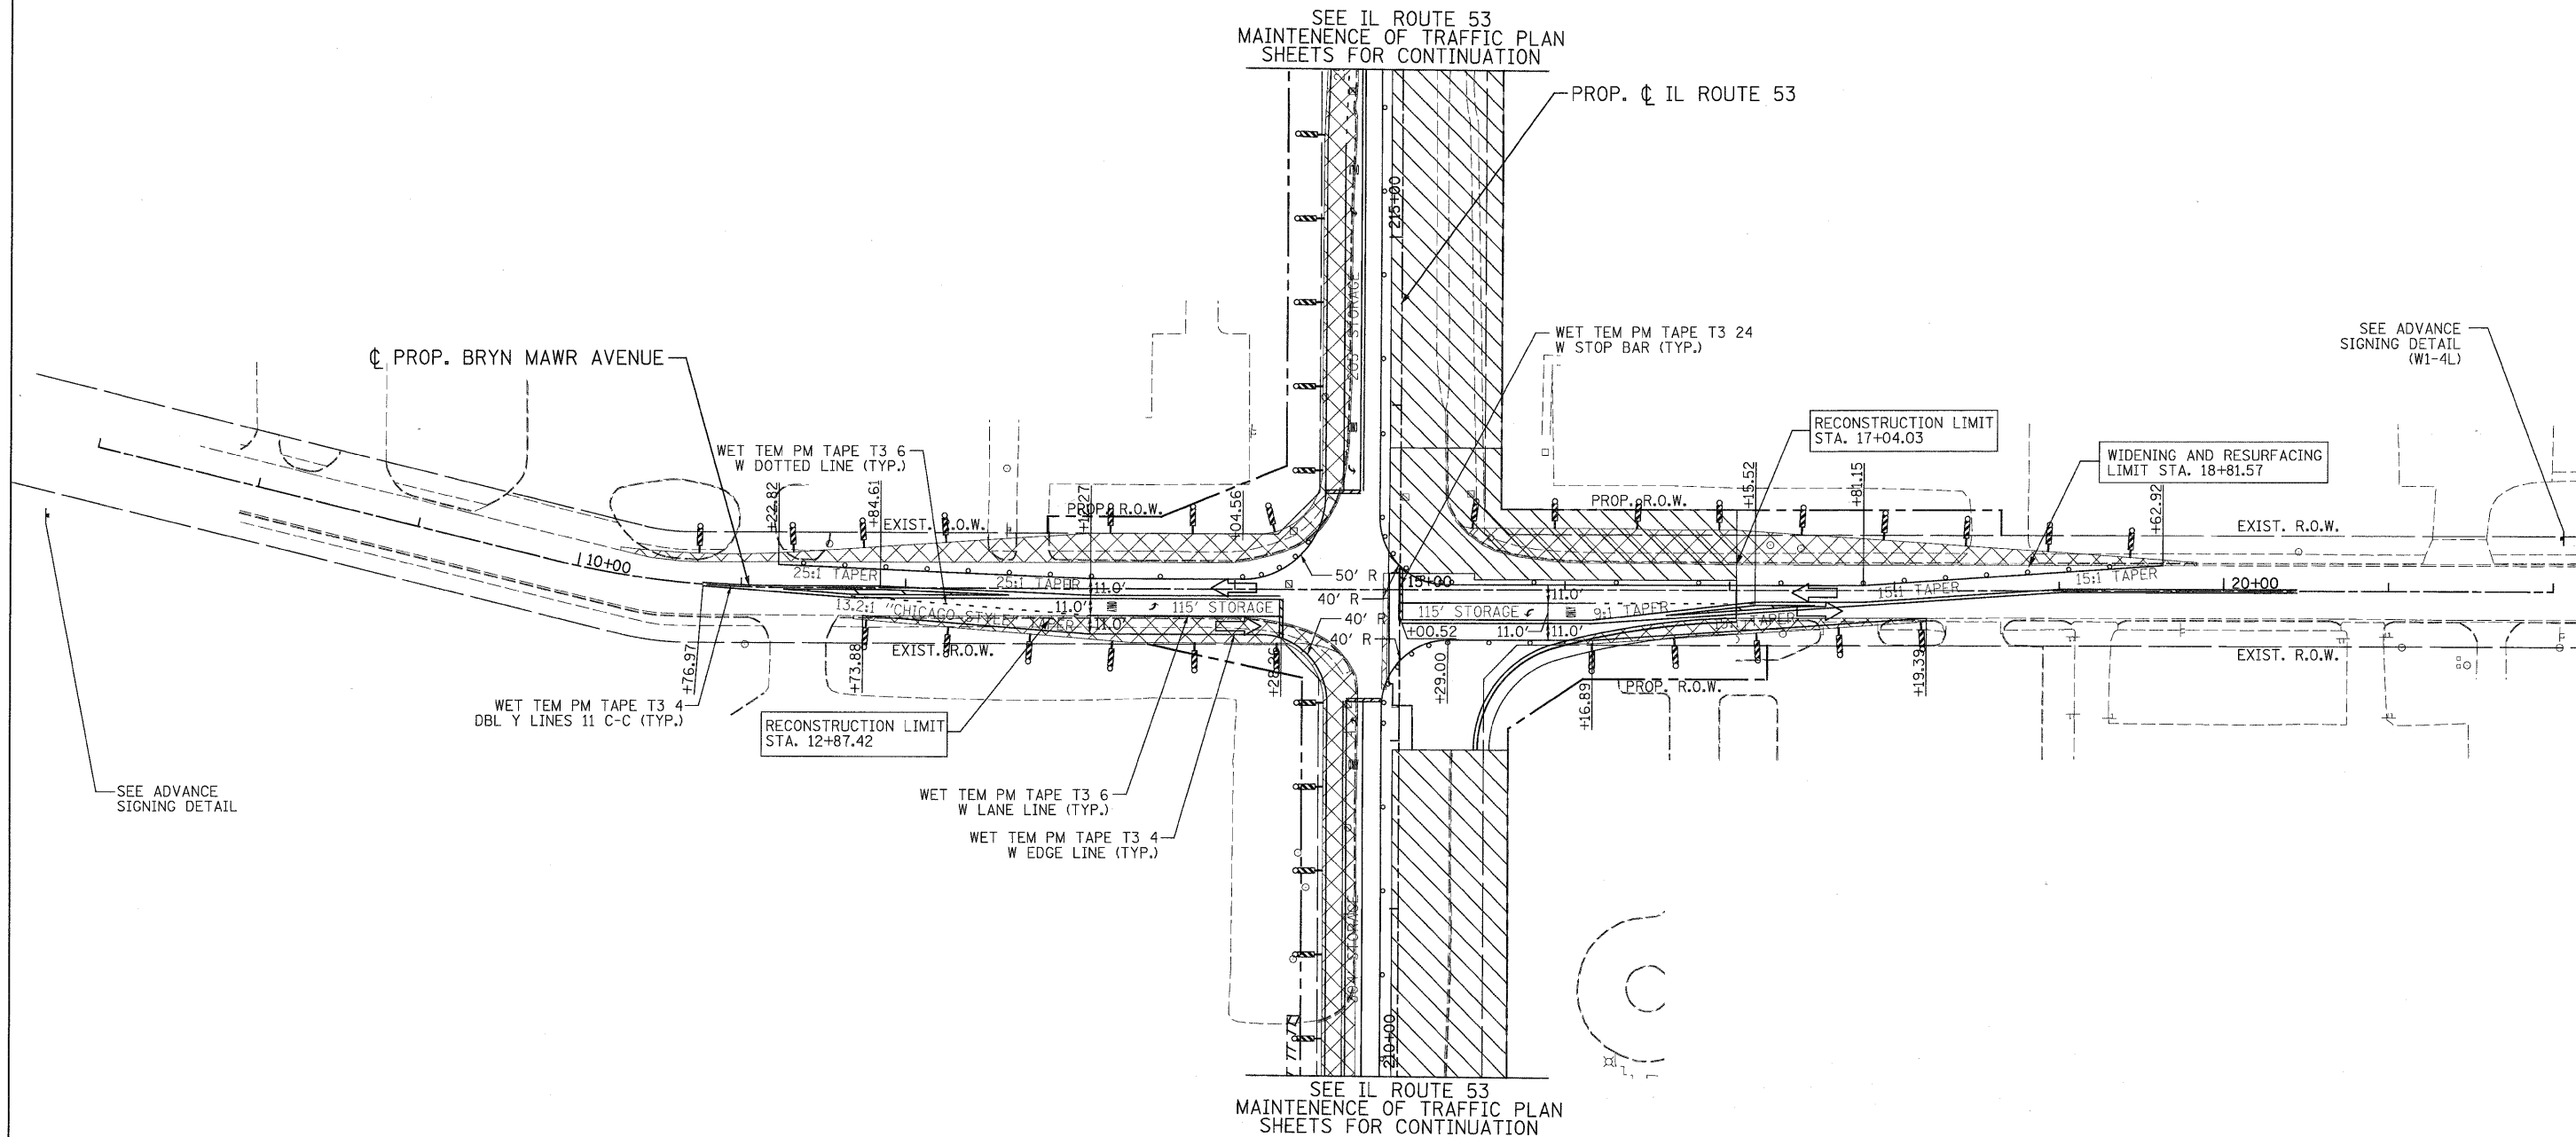 SEE IL ROUTE 53
MAINTENENCE OF TRAFFIC PLAN
SHEETS FOR CONTINUATION
PROP. ℄ IL ROUTE 53
215+00
STORAGE
WET TEM PM TAPE T3 24
W STOP BAR (TYP.)
SEE ADVANCE
SIGNING DETAIL
(W1-4L)
℄ PROP. BRYN MAWR AVENUE
RECONSTRUCTION LIMIT
STA. 17+04.03
WET TEM PM TAPE T3 6
W DOTTED LINE (TYP.)
WIDENING AND RESURFACING
LIMIT STA. 18+81.57
+22.82
+84.61
+04.56
+15.52
+81.15
+62.92
EXIST. R.O.W.
PROP. R.O.W.
PROP. R.O.W.
EXIST. R.O.W.
10+00
25:1 TAPER
25:1 TAPER
11.0'
50' R
15+00
11.0'
15:1 TAPER
15:1 TAPER
20+00
13.2:1 "CHICAGO STYLE"
TAPER
11.0'
11.0'
115' STORAGE
40' R
40' R
40' R
115' STORAGE
9:1 TAPER
TAPER
+00.52
11.0'
11.0'
+76.97
+73.88
EXIST. R.O.W.
+28.26
+29.00
+16.89
PROP. R.O.W.
+19.39
EXIST. R.O.W.
WET TEM PM TAPE T3 4
DBL Y LINES 11 C-C (TYP.)
RECONSTRUCTION LIMIT
STA. 12+87.42
SEE ADVANCE
SIGNING DETAIL
WET TEM PM TAPE T3 6
W LANE LINE (TYP.)
WET TEM PM TAPE T3 4
W EDGE LINE (TYP.)
STORAGE
210+00
SEE IL ROUTE 53
MAINTENENCE OF TRAFFIC PLAN
SHEETS FOR CONTINUATION